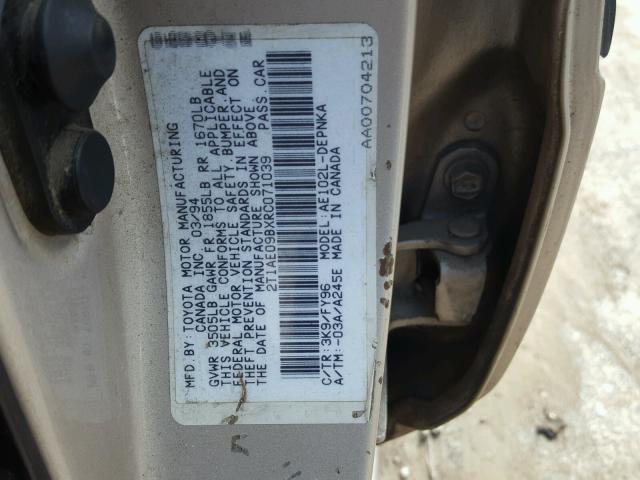 MFD.BY: TOYOTA MOTOR MANUFACTURING
CANADA INC. 03/94
GVWR 3505LB GAWR FR 1855LB RR 1670LB
THIS VEHICLE CONFORMS TO ALL APPLICABLE
FEDERAL MOTOR VEHICLE SAFETY, BUMPER, AND
THEFT PREVENTION STANDARDS IN EFFECT ON
THE DATE OF MANUFACTURE SHOWN ABOVE.
2T1AE09BXRC071039 PASS. CAR
C/TR: 3K9/FY96 MODEL: AE102L-DEPNKA
A/TM: -03A/A245E MADE IN CANADA
AA00704213